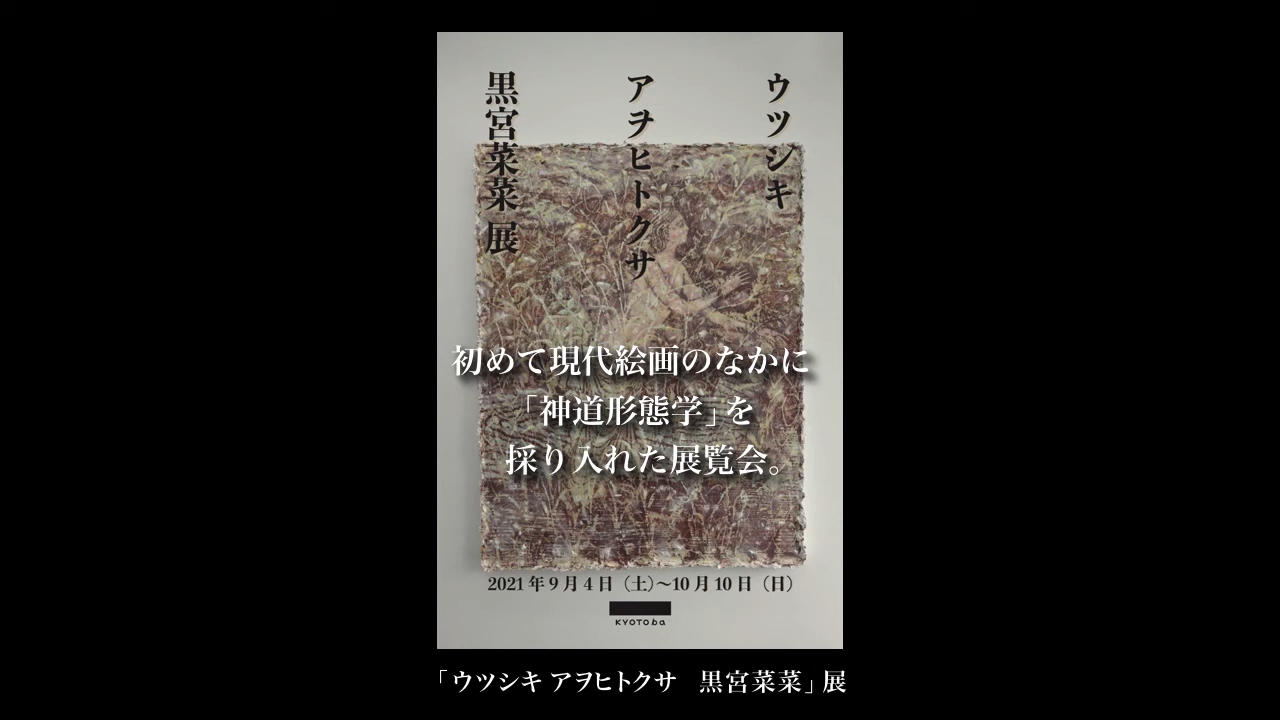 ウツシキ
アヲヒトクサ
黒宮菜菜 展
初めて現代絵画のなかに
「神道形態学」を
採り入れた展覧会。
2021年9月4日（土）～10月10日（日）
KYOTO ba
「ウツシキ アヲヒトクサ　黒宮菜菜」展